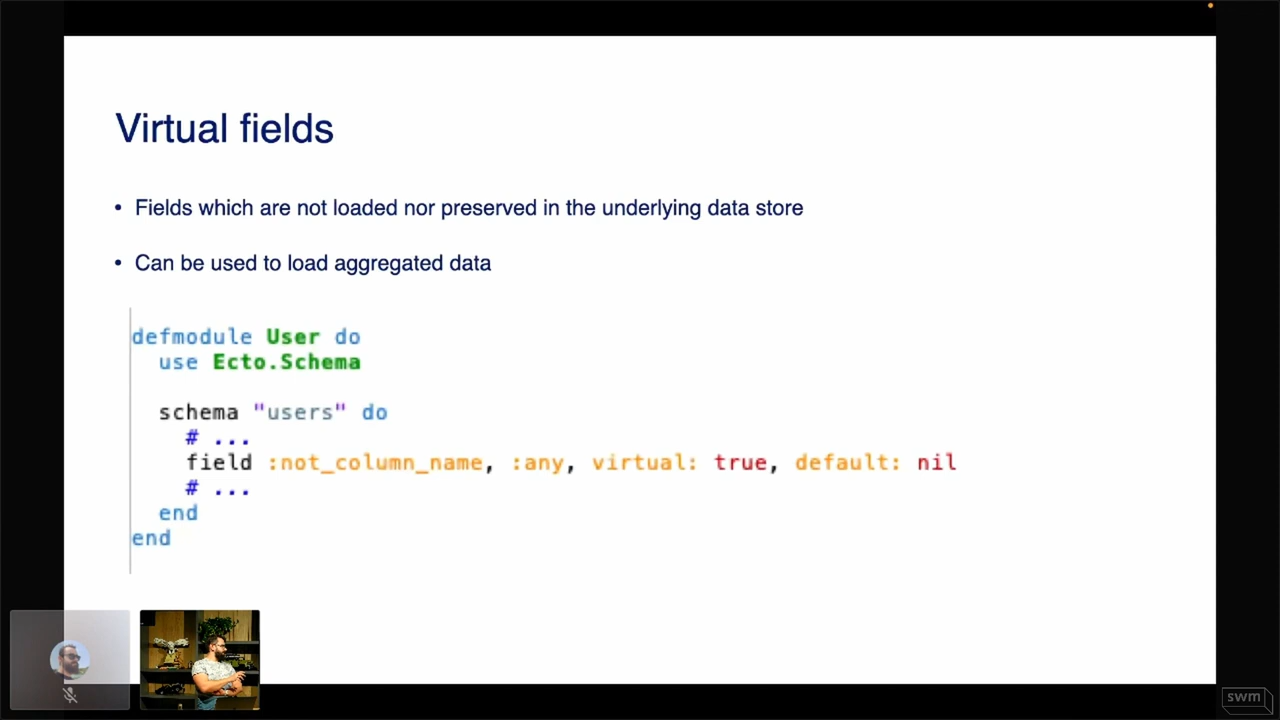 Virtual fields
• Fields which are not loaded nor preserved in the underlying data store
• Can be used to load aggregated data
defmodule User do
  use Ecto.Schema
  schema "users" do
    # ...
    field :not_column_name, :any, virtual: true, default: nil
    # ...
  end
end
swm